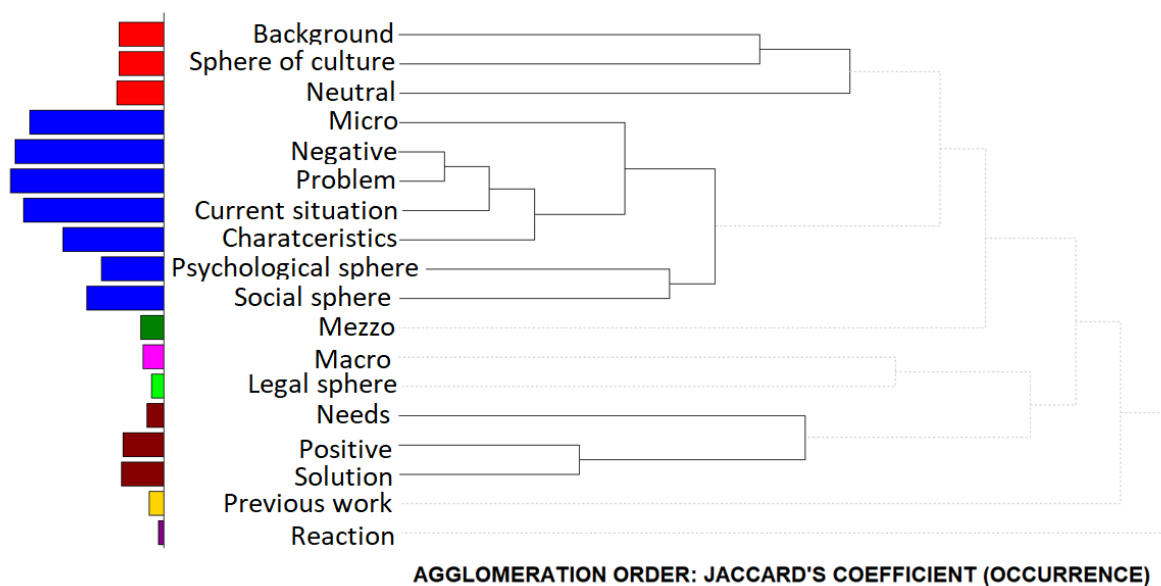 Background
Sphere of culture
Neutral
Micro
Negative
Problem
Current situation
Charatceristics
Psychological sphere
Social sphere
Mezzo
Macro
Legal sphere
Needs
Positive
Solution
Previous work
Reaction
AGGLOMERATION ORDER: JACCARD'S COEFFICIENT (OCCURRENCE)